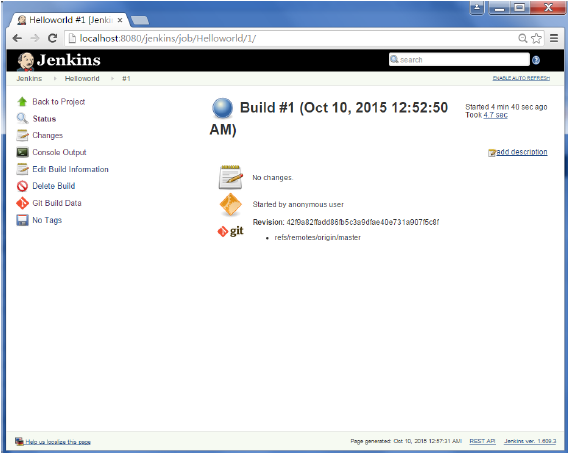 Helloworld #1 [Jenki
localhost:8080/jenkins/job/Helloworld/1/
Jenkins
search
Jenkins
Helloworld
#1
ENABLE AUTO REFRESH
Back to Project
Status
Changes
Console Output
Edit Build Information
Delete Build
Git Build Data
No Tags
Build #1 (Oct 10, 2015 12:52:50
AM)
Started 4 min 40 sec ago
Took 4.7 sec
add description
No changes.
Started by anonymous user
git
Revision: 42f9a82ffadd86fb5c3a9dfae40e731a907f5c8f
refs/remotes/origin/master
Help us localize this page
Page generated: Oct 10, 2015 12:57:31 AM
REST API
Jenkins ver. 1.609.3